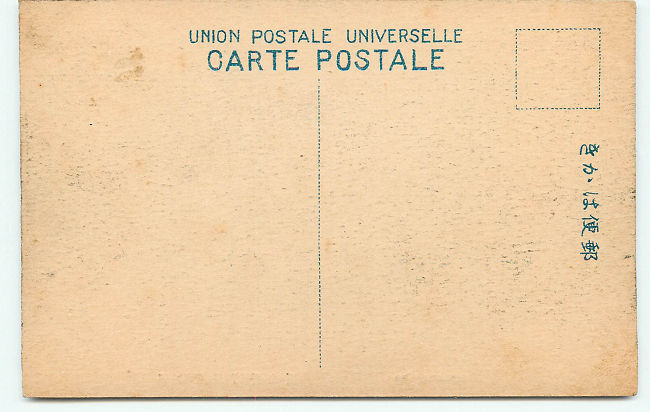 UNION POSTALE UNIVERSELLE
CARTE POSTALE
きかは便郵